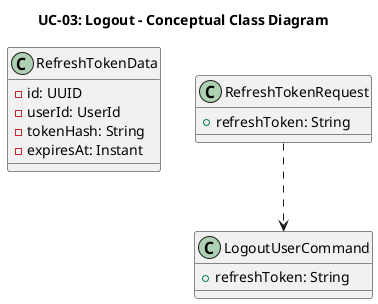 UC-03: Logout - Conceptual Class Diagram
C RefreshTokenData
id: UUID
userId: UserId
tokenHash: String
expiresAt: Instant
C RefreshTokenRequest
refreshToken: String
C LogoutUserCommand
refreshToken: String